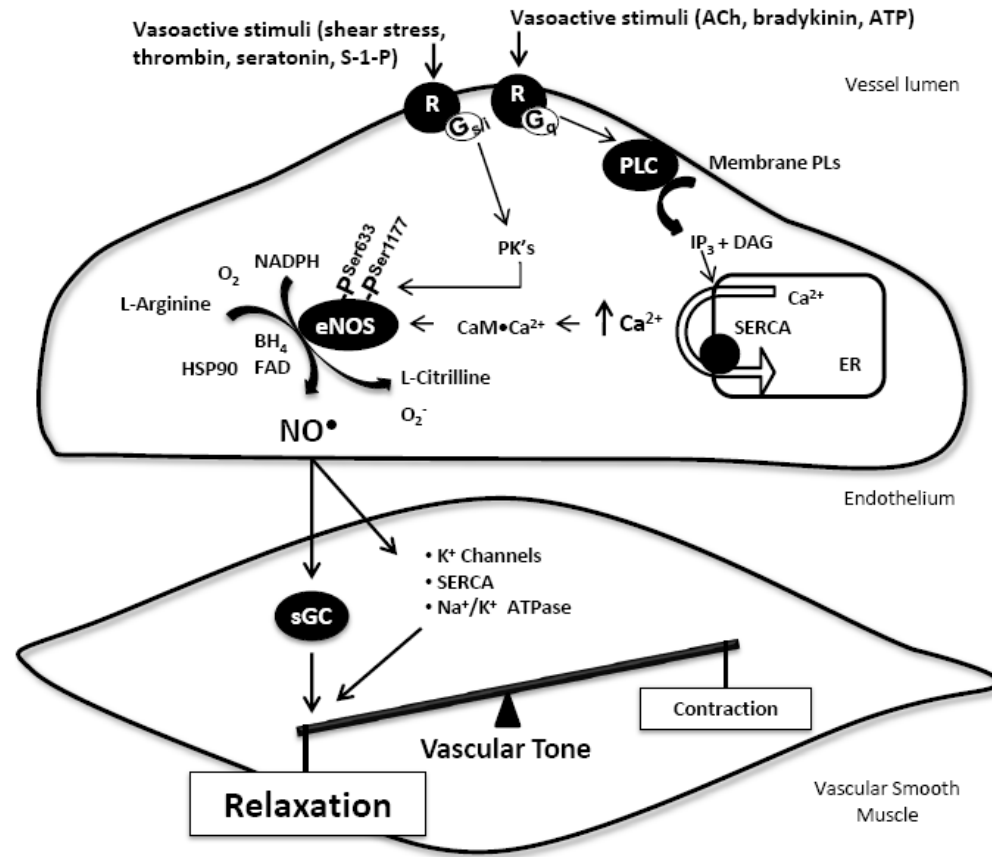 Vasoactive stimuli (shear stress,
thrombin, seratonin, S-1-P)
Vasoactive stimuli (ACh, bradykinin, ATP)
Vessel lumen
R
Gs/i
R
Gq
PLC
Membrane PLs
IP₃ + DAG
PK's
-PSer633
-PSer1177
NADPH
O₂
L-Arginine
eNOS
CaM•Ca²⁺
↑ Ca²⁺
Ca²⁺
SERCA
ER
BH₄
HSP90 FAD
L-Citrilline
O₂⁻
NO•
Endothelium
• K⁺ Channels
• SERCA
• Na⁺/K⁺ ATPase
sGC
Contraction
Vascular Tone
Relaxation
Vascular Smooth
Muscle